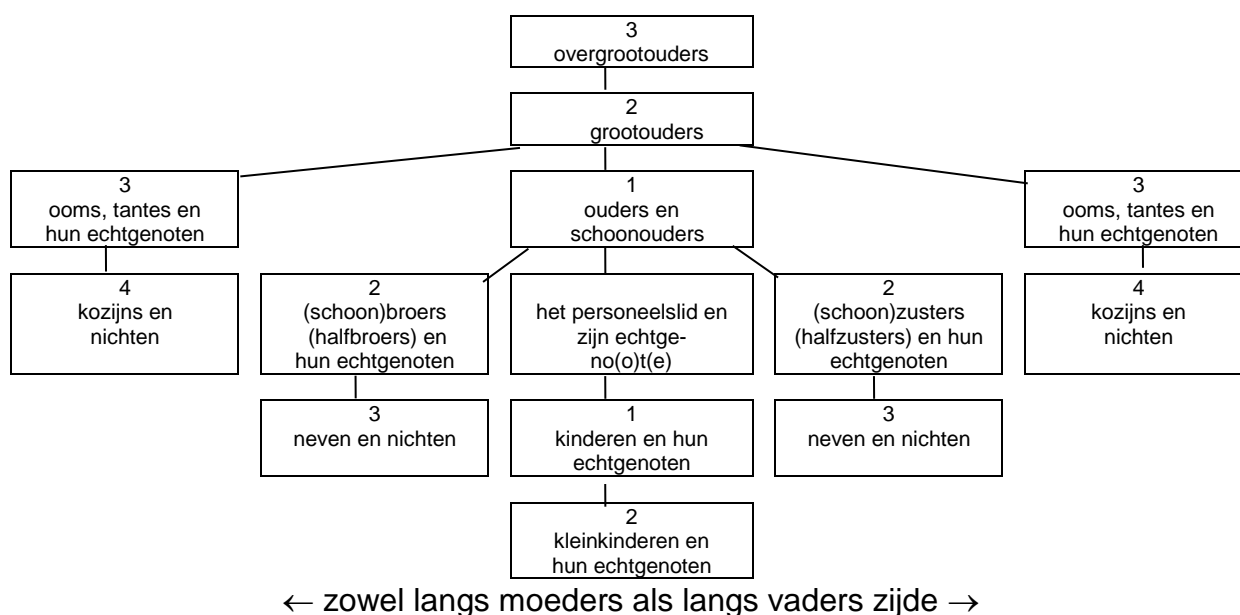 3
overgrootouders
2
grootouders
3
ooms, tantes en
hun echtgenoten
1
ouders en
schoonouders
3
ooms, tantes en
hun echtgenoten
4
kozijns en
nichten
2
(schoon)broers
(halfbroers) en
hun echtgenoten
het personeelslid en
zijn echtge-
no(o)t(e)
2
(schoon)zusters
(halfzusters) en hun
echtgenoten
4
kozijns en
nichten
3
neven en nichten
1
kinderen en hun
echtgenoten
3
neven en nichten
2
kleinkinderen en
hun echtgenoten
← zowel langs moeders als langs vaders zijde →